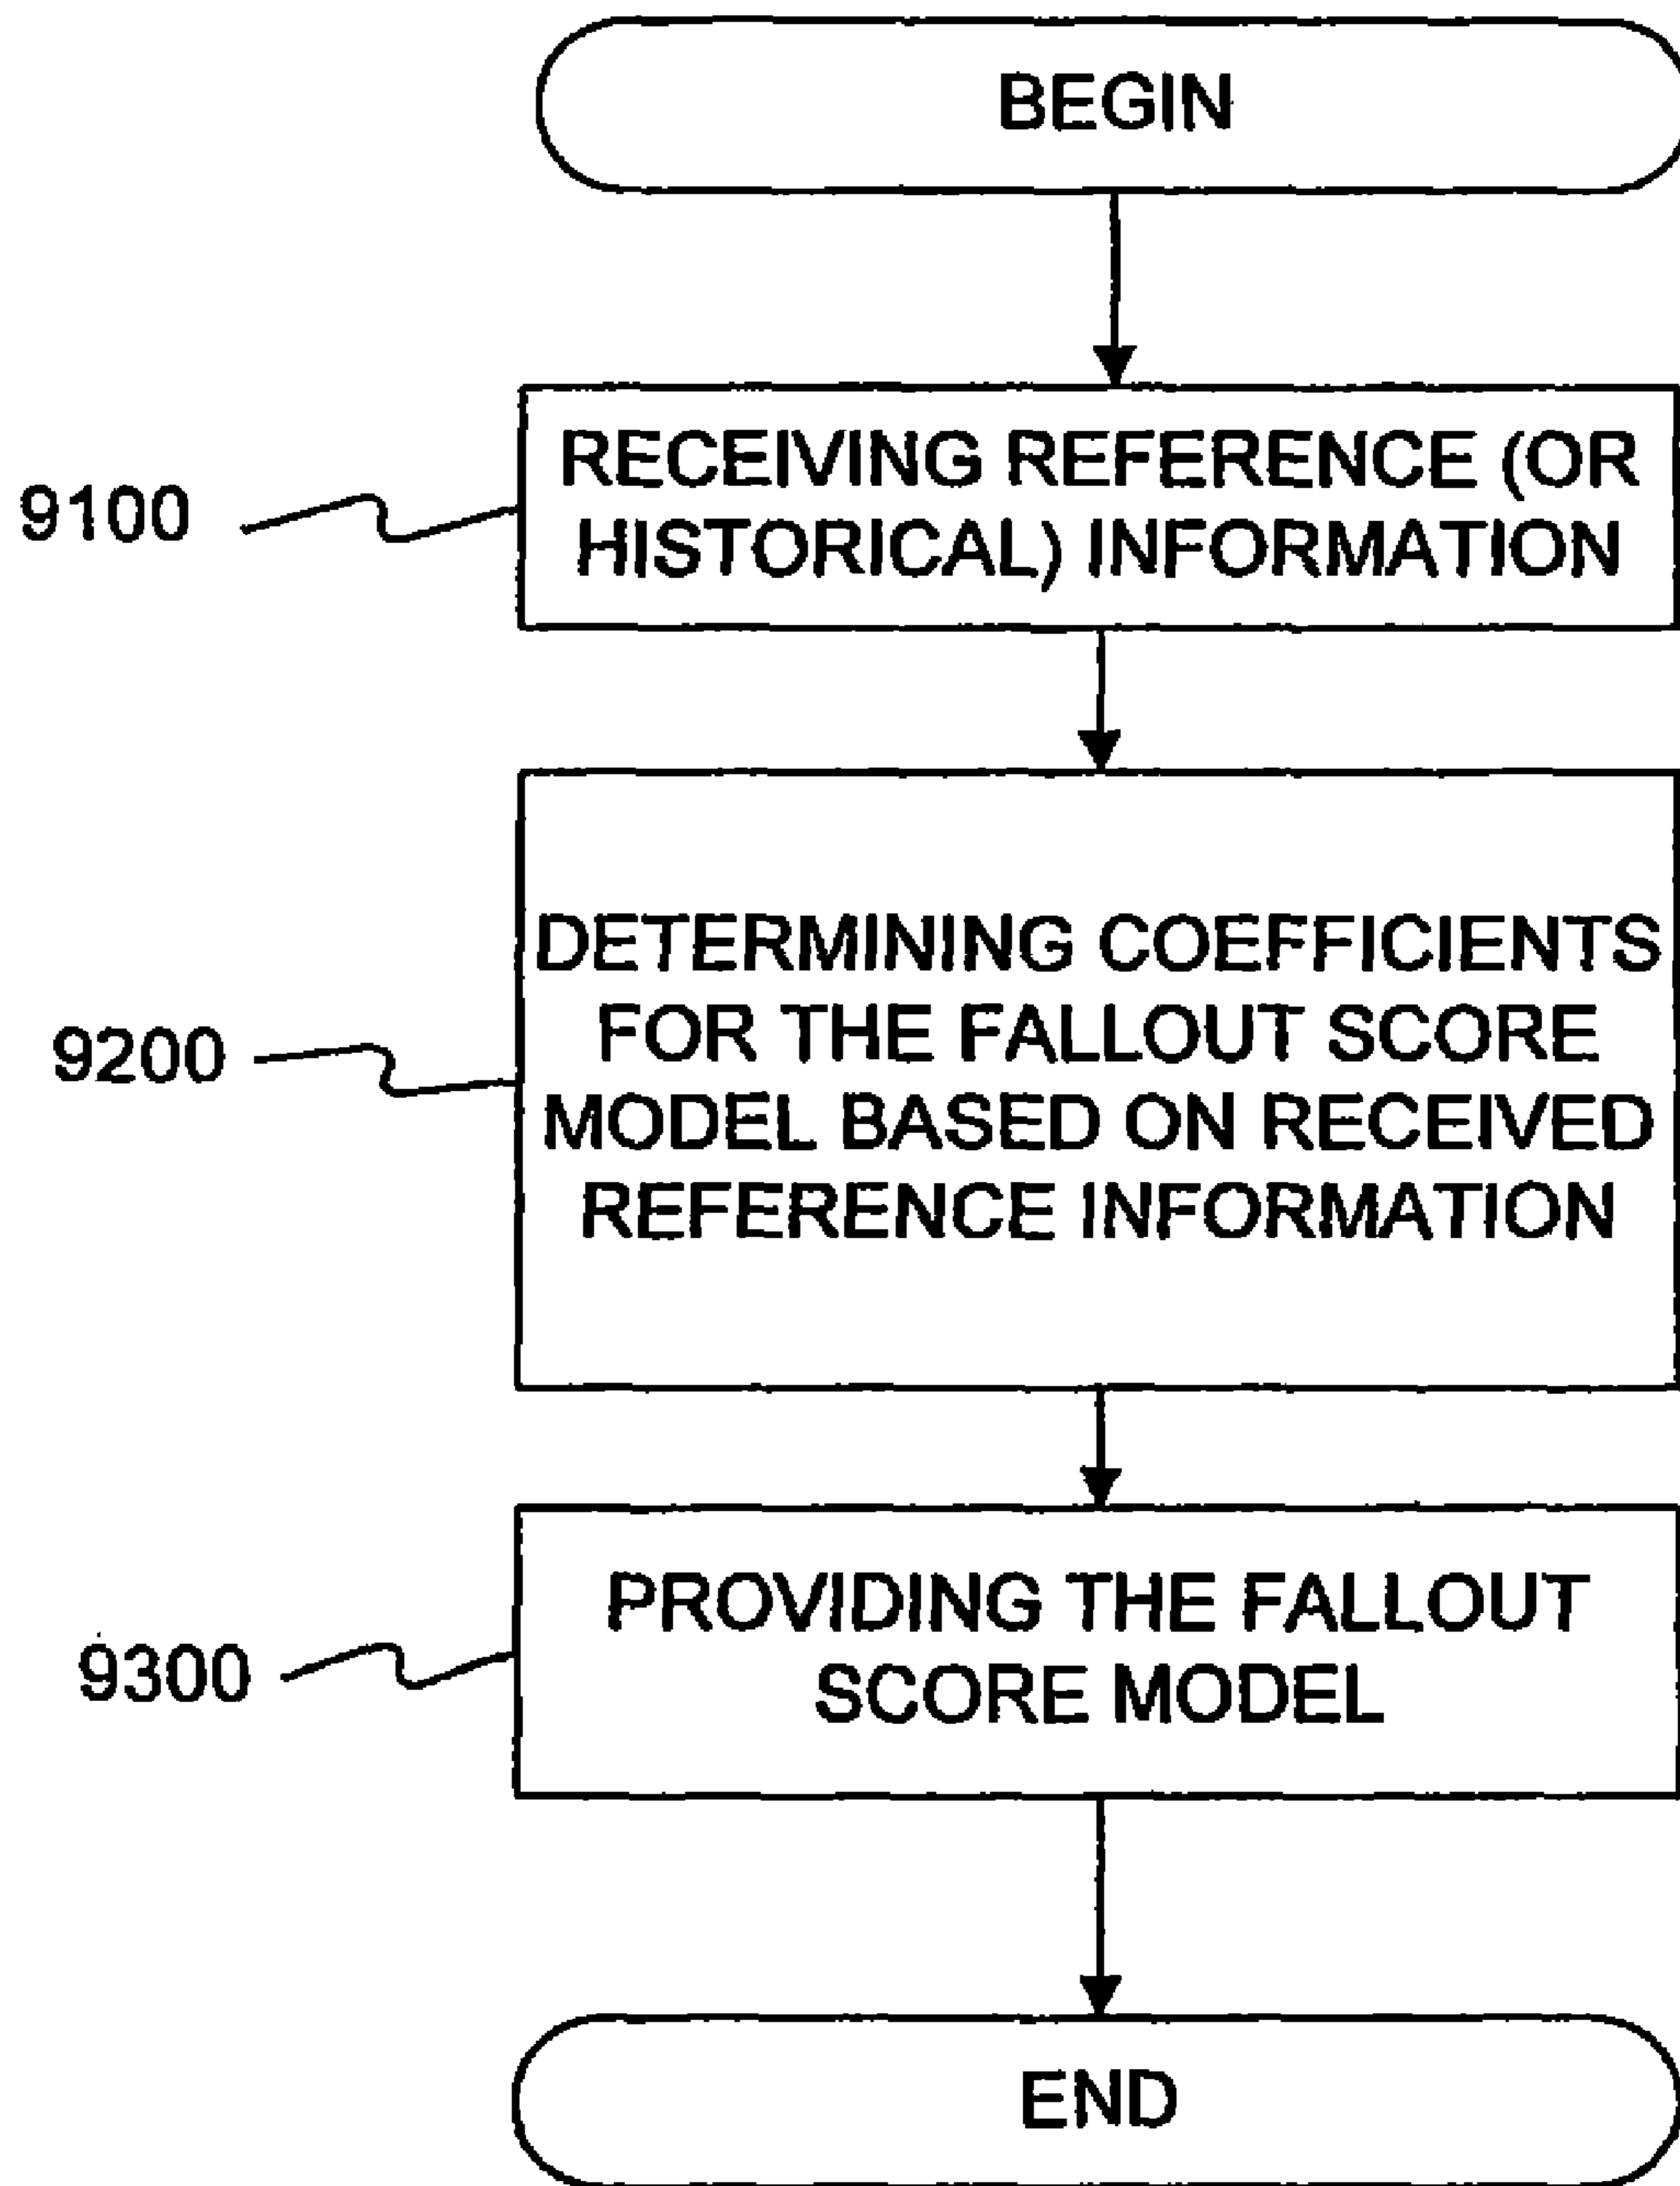 BEGIN
9100
RECEIVING REFERENCE (OR
HISTORICAL) INFORMATION
9200
DETERMINING COEFFICIENTS
FOR THE FALLOUT SCORE
MODEL BASED ON RECEIVED
REFERENCE INFORMATION
9300
PROVIDING THE FALLOUT
SCORE MODEL
END